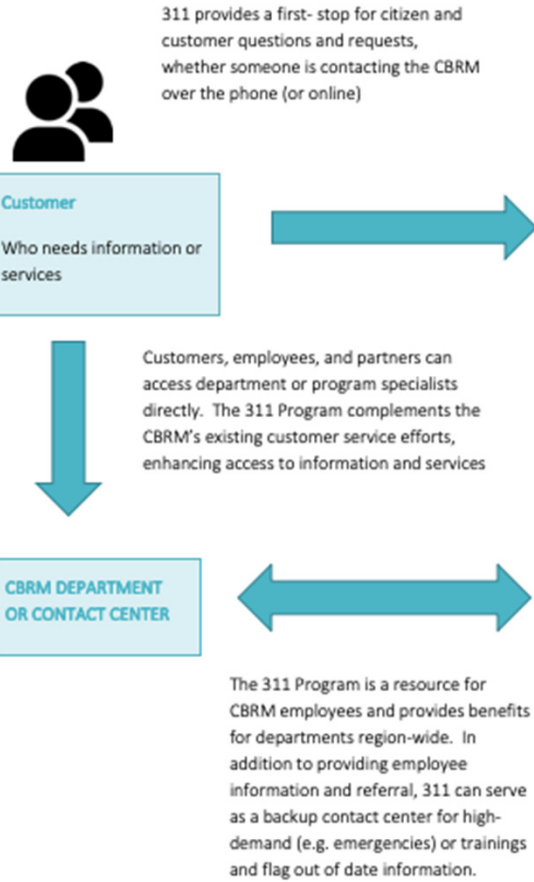 311 provides a first- stop for citizen and
customer questions and requests,
whether someone is contacting the CBRM
over the phone (or online)
Customer
Who needs information or
services
Customers, employees, and partners can
access department or program specialists
directly. The 311 Program complements the
CBRM's existing customer service efforts,
enhancing access to information and services
CBRM DEPARTMENT
OR CONTACT CENTER
The 311 Program is a resource for
CBRM employees and provides benefits
for departments region-wide. In
addition to providing employee
information and referral, 311 can serve
as a backup contact center for high-
demand (e.g. emergencies) or trainings
and flag out of date information.